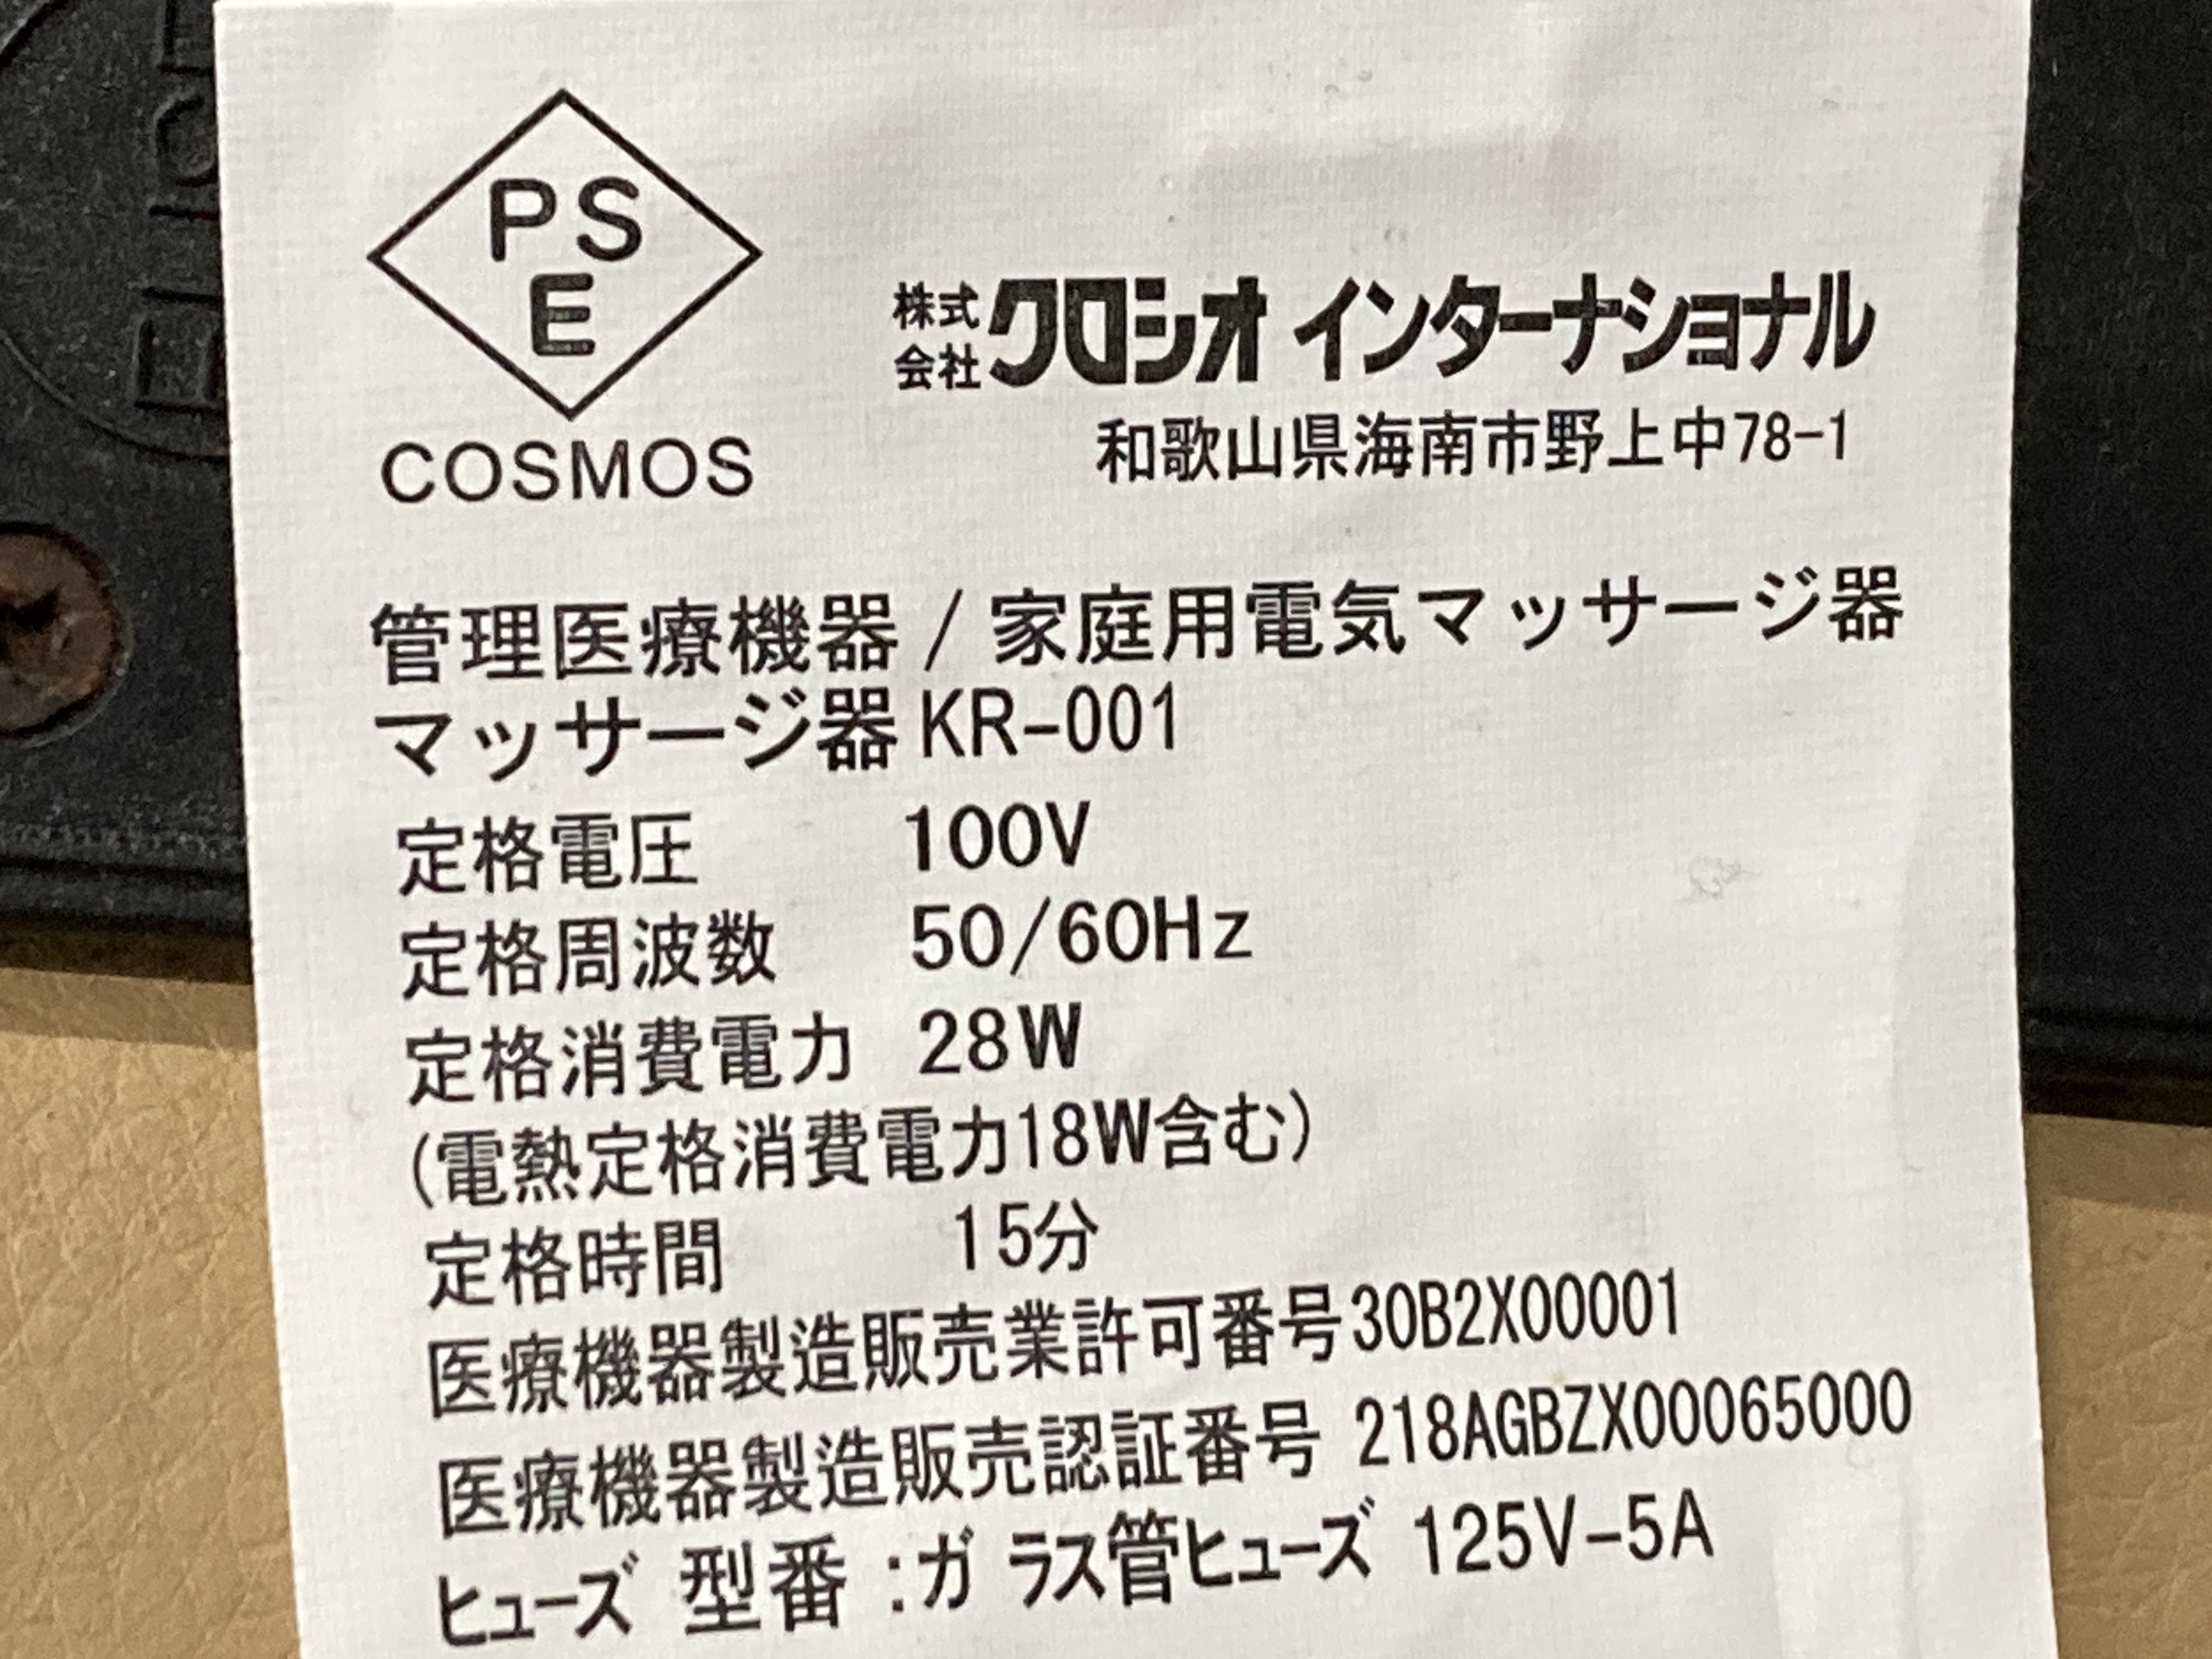 PS
E
COSMOS
株式
会社
クロシオ インターナショナル
和歌山県海南市野上中78-1
管理医療機器 / 家庭用電気マッサージ器
マッサージ器 KR-001
定格電圧 100V
定格周波数 50/60Hz
定格消費電力 28W
(電熱定格消費電力18W含む)
定格時間 15分
医療機器製造販売業許可番号30B2X00001
医療機器製造販売認証番号 218AGBZX00065000
ヒューズ 型番 :ガ ラス管ヒューズ 125V-5A